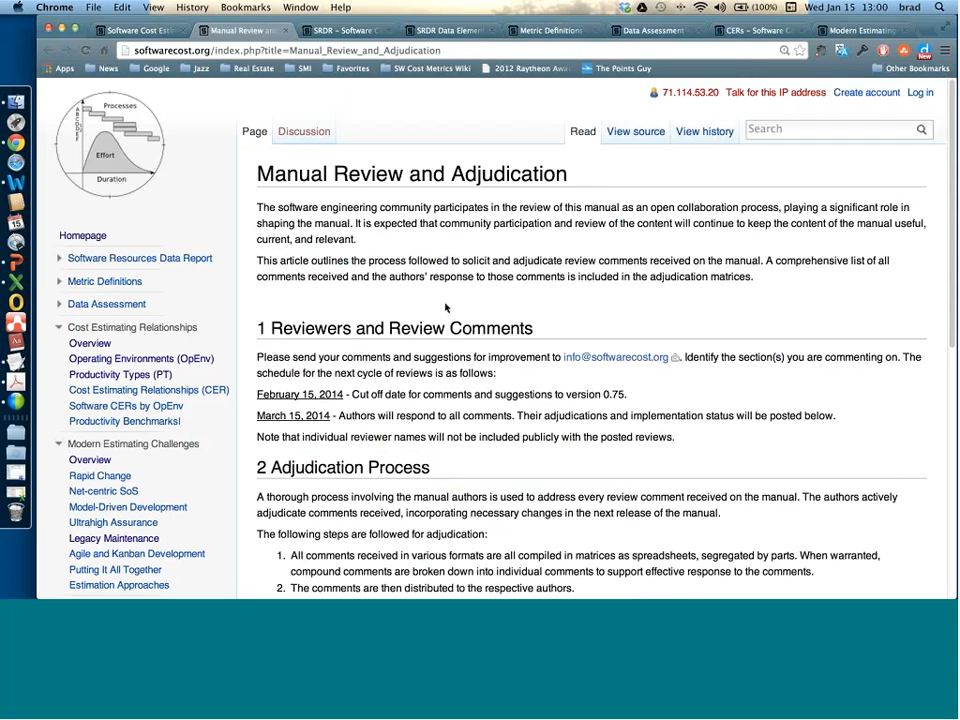 Chrome File Edit View History Bookmarks Window Help (100%) Wed Jan 15 13:00 brad
Software Cost Esti Manual Review and SRDR - Software C SRDR Data Elemen Metric Definitions Data Assessment CERs - Software C Modern Estimating
softwarecost.org/index.php?title=Manual_Review_and_Adjudication
Apps News Google Jazz Real Estate SMI Favorites SW Cost Metrics Wiki 2012 Raytheon Awa The Points Guy Other Bookmarks
71.114.53.20 Talk for this IP address Create account Log in
Page Discussion Read View source View history Search
Processes
Effort
Duration
Homepage
Software Resources Data Report
Metric Definitions
Data Assessment
Cost Estimating Relationships
Overview
Operating Environments (OpEnv)
Productivity Types (PT)
Cost Estimating Relationships (CER)
Software CERs by OpEnv
Productivity Benchmarks
Modern Estimating Challenges
Overview
Rapid Change
Net-centric SoS
Model-Driven Development
Ultrahigh Assurance
Legacy Maintenance
Agile and Kanban Development
Putting It All Together
Estimation Approaches
Manual Review and Adjudication
The software engineering community participates in the review of this manual as an open collaboration process, playing a significant role in
shaping the manual. It is expected that community participation and review of the content will continue to keep the content of the manual useful,
current, and relevant.
This article outlines the process followed to solicit and adjudicate review comments received on the manual. A comprehensive list of all
comments received and the authors' response to those comments is included in the adjudication matrices.
1 Reviewers and Review Comments
Please send your comments and suggestions for improvement to info@softwarecost.org. Identify the section(s) you are commenting on. The
schedule for the next cycle of reviews is as follows:
February 15, 2014 - Cut off date for comments and suggestions to version 0.75.
March 15, 2014 - Authors will respond to all comments. Their adjudications and implementation status will be posted below.
Note that individual reviewer names will not be included publicly with the posted reviews.
2 Adjudication Process
A thorough process involving the manual authors is used to address every review comment received on the manual. The authors actively
adjudicate comments received, incorporating necessary changes in the next release of the manual.
The following steps are followed for adjudication:
1. All comments received in various formats are all compiled in matrices as spreadsheets, segregated by parts. When warranted,
compound comments are broken down into individual comments to support effective response to the comments.
2. The comments are then distributed to the respective authors.